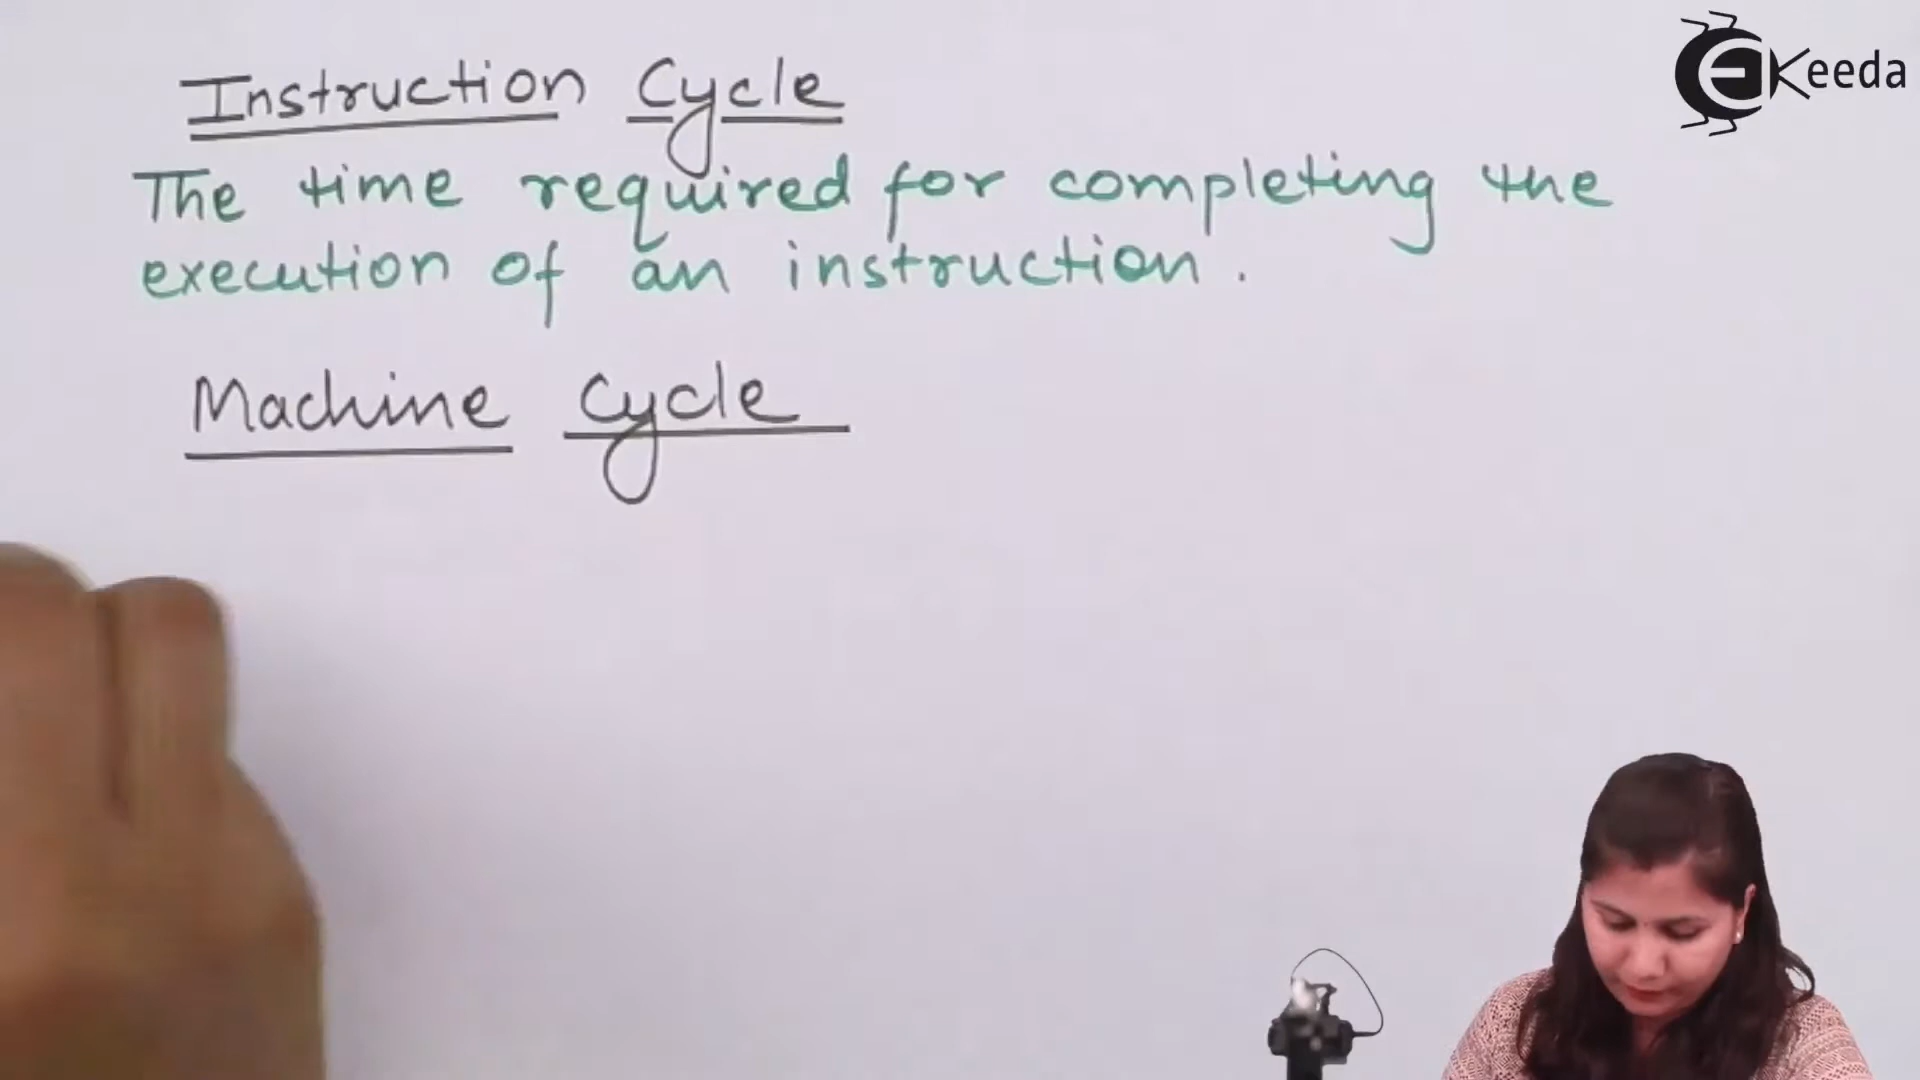 Instruction Cycle
Keeda
The time required for completing the
execution of an instruction.
Machine Cycle